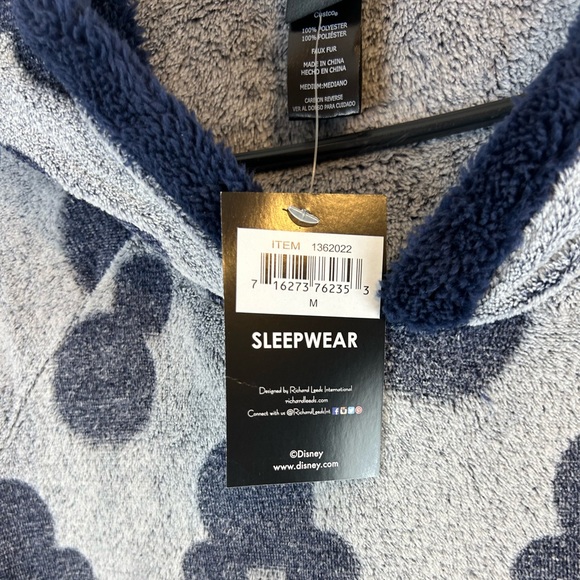 Costco®
100% POLYESTER
100% POLIÉSTER
FAUX FUR
MADE IN CHINA
HECHO EN CHINA
MEDIUM/MEDIANO
CARE ON REVERSE
VER AL DORSO PARA CUIDADO
ITEM 1362022
7 16273 76235 3
M
SLEEPWEAR
Designed by Richard Leeds International
richardleeds.com
Connect with us @RichardLeedsInt
©Disney
www.disney.com